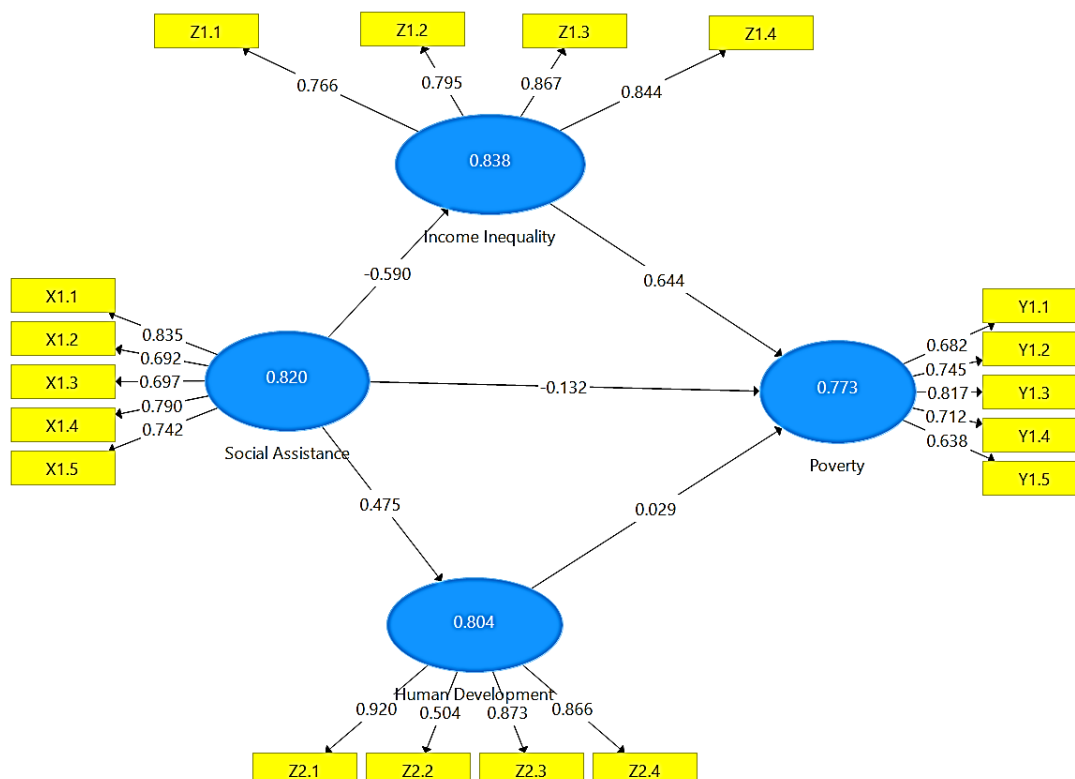 Z1.1
Z1.2
Z1.3
Z1.4
0.766
0.795
0.867
0.844
0.838
Income Inequality
-0.590
0.644
X1.1
X1.2
X1.3
X1.4
X1.5
0.835
0.692
0.697
0.790
0.742
0.820
Social Assistance
-0.132
0.773
Poverty
0.682
0.745
0.817
0.712
0.638
Y1.1
Y1.2
Y1.3
Y1.4
Y1.5
0.475
0.029
0.804
Human Development
0.920
0.504
0.873
0.866
Z2.1
Z2.2
Z2.3
Z2.4